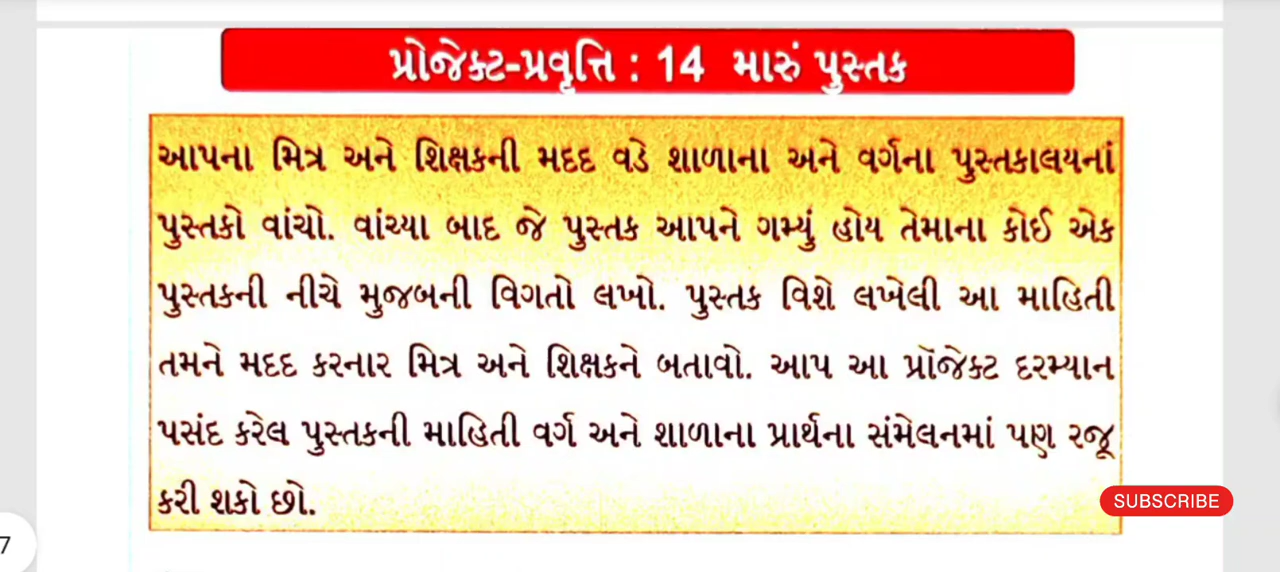 પ્રોજેક્ટ-પ્રવૃત્તિ : 14 મારું પુસ્તક
આપના મિત્ર અને શિક્ષકની મદદ વડે શાળાના અને વર્ગના પુસ્તકાલયનાં
પુસ્તકો વાંચો. વાંચ્યા બાદ જે પુસ્તક આપને ગમ્યું હોય તેમાના કોઈ એક
પુસ્તકની નીચે મુજબની વિગતો લખો. પુસ્તક વિશે લખેલી આ માહિતી
તમને મદદ કરનાર મિત્ર અને શિક્ષકને બતાવો. આપ આ પ્રૉજેક્ટ દરમ્યાન
પસંદ કરેલ પુસ્તકની માહિતી વર્ગ અને શાળાના પ્રાર્થના સંમેલનમાં પણ રજૂ
કરી શકો છો.
SUBSCRIBE
7